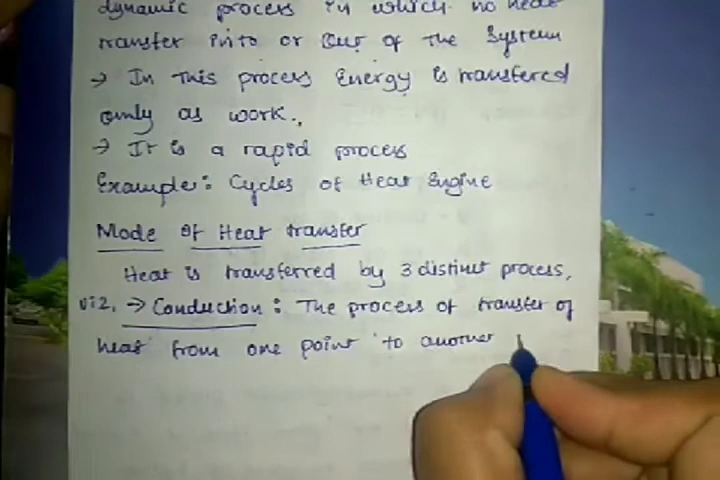 dynamic process in which no heat
transfer into or out of the System
→ In this process Energy is transfered
only as work.,
→ It is a rapid process
Example: Cycles of Heat Engine
Mode of Heat transfer
Heat is transferred by 3 distinct process,
viz, → Conduction: The process of transfer of
heat from one point to another